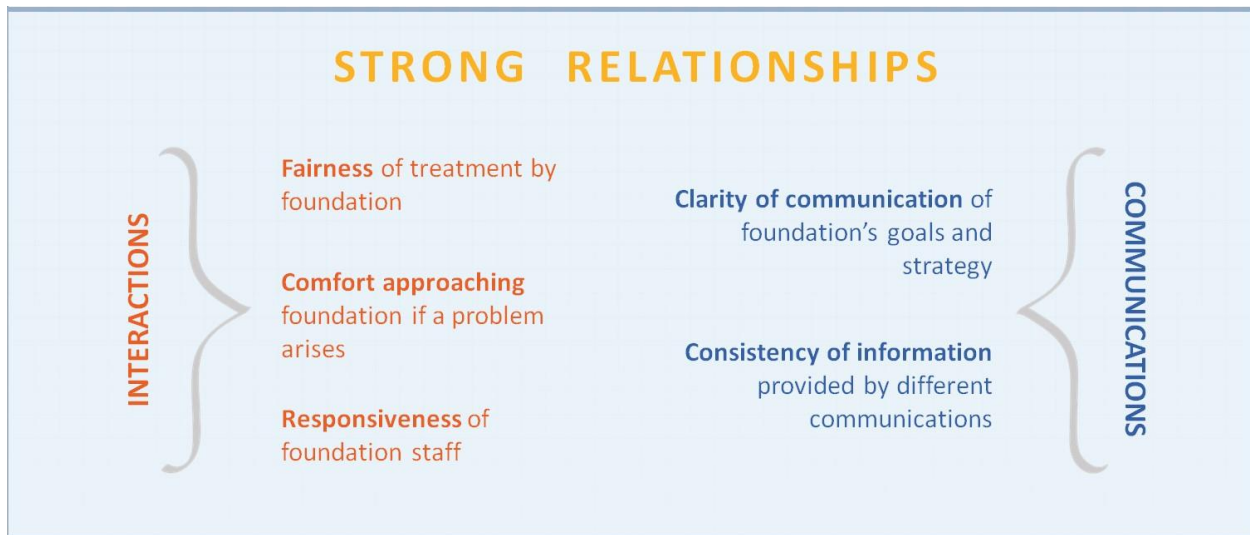 STRONG RELATIONSHIPS
INTERACTIONS
Fairness of treatment by
foundation
Comfort approaching
foundation if a problem
arises
Responsiveness of
foundation staff
Clarity of communication of
foundation’s goals and
strategy
Consistency of information
provided by different
communications
COMMUNICATIONS